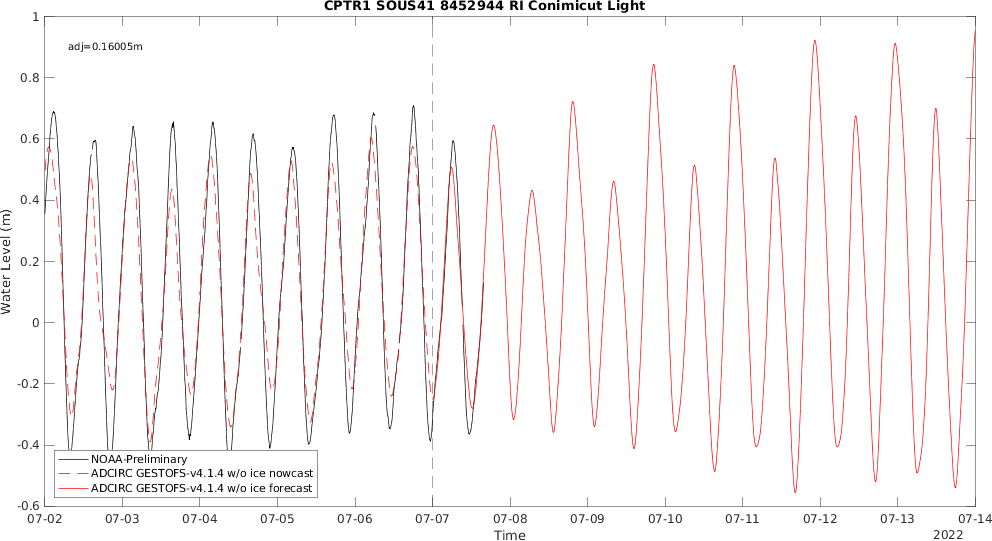 CPTR1 SOUS41 8452944 RI Conimicut Light
adj=0.16005m
1
0.8
0.6
0.4
0.2
0
-0.2
-0.4
-0.6
Water Level (m)
NOAA-Preliminary
ADCIRC GESTOFS-v4.1.4 w/o ice nowcast
ADCIRC GESTOFS-v4.1.4 w/o ice forecast
07-02 07-03 07-04 07-05 07-06 07-07 07-08 07-09 07-10 07-11 07-12 07-13 07-14
Time
2022